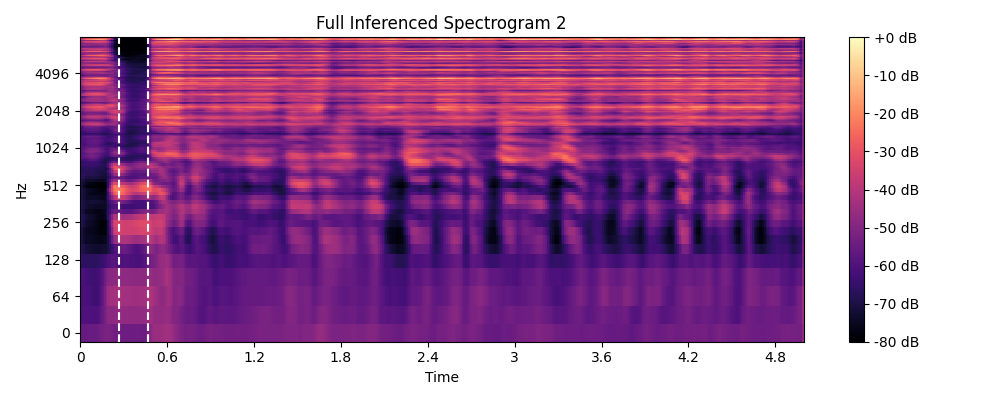 Full Inferenced Spectrogram 2
Hz
4096
2048
1024
512
256
128
64
0
0 0.6 1.2 1.8 2.4 3 3.6 4.2 4.8
Time
+0 dB
-10 dB
-20 dB
-30 dB
-40 dB
-50 dB
-60 dB
-70 dB
-80 dB